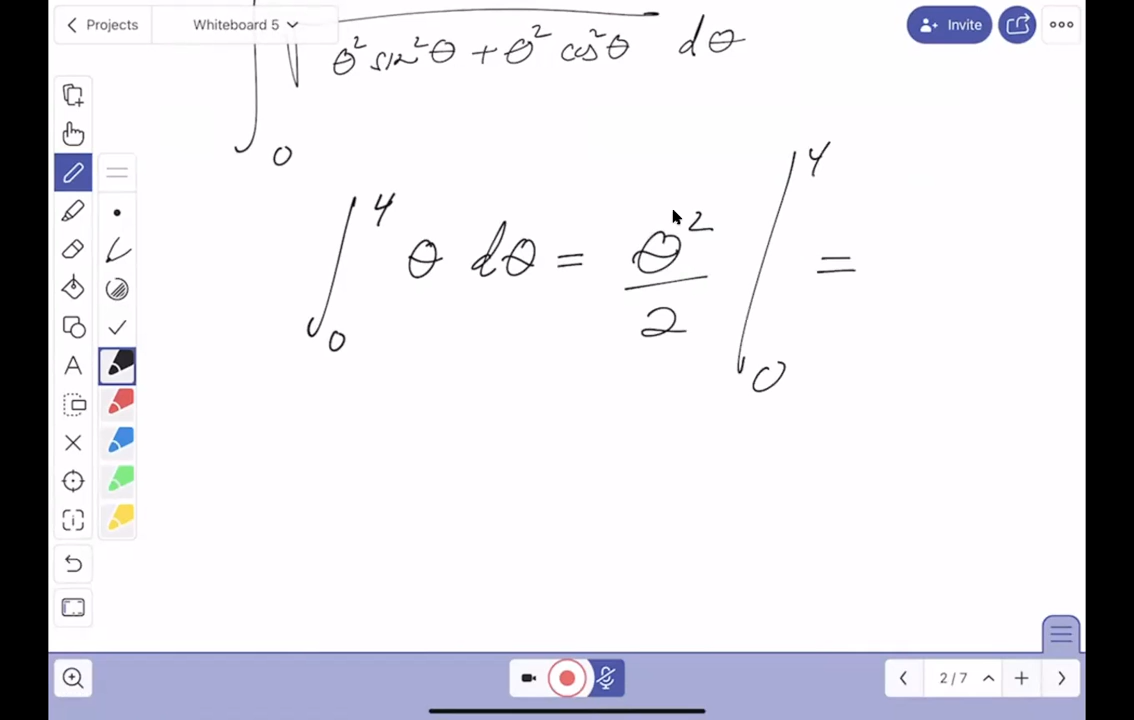 Projects Whiteboard 5 Invite
∫₀ √(θ² sin²θ + θ² cos²θ) dθ
∫₀⁴ θ dθ = θ²/2 |₀⁴ =
A
2 / 7